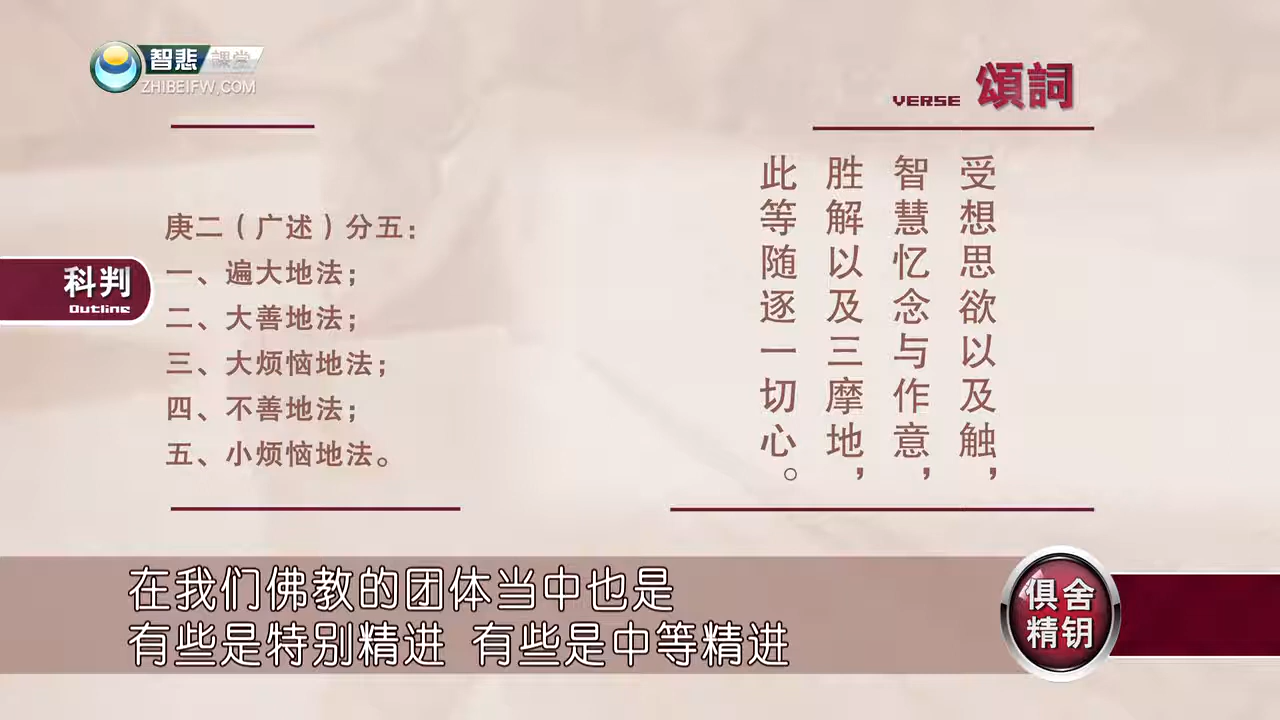 智悲 課堂
ZHIBEIFW.COM
VERSE 頌詞
受想思欲以及触，
智慧忆念与作意，
胜解以及三摩地，
此等随逐一切心。
科判
Outline
庚二（广述）分五：
一、遍大地法；
二、大善地法；
三、大烦恼地法；
四、不善地法；
五、小烦恼地法。
在我们佛教的团体当中也是
有些是特别精进 有些是中等精进
俱舍
精钥